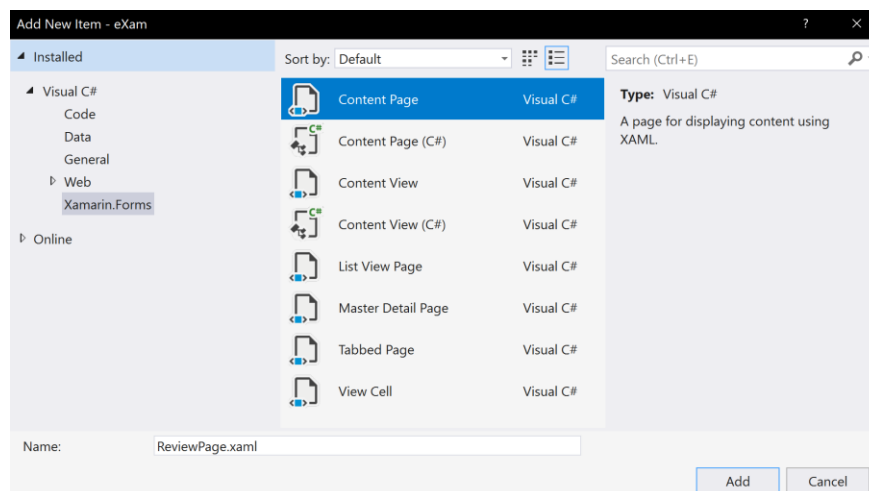 Add New Item - eXam
?
Installed
Sort by: Default
Search (Ctrl+E)
Visual C#
Code
Data
General
Web
Xamarin.Forms
Online
Content Page Visual C#
C# Content Page (C#) Visual C#
Content View Visual C#
C# Content View (C#) Visual C#
List View Page Visual C#
Master Detail Page Visual C#
Tabbed Page Visual C#
View Cell Visual C#
Type: Visual C#
A page for displaying content using
XAML.
Name: ReviewPage.xaml
Add Cancel